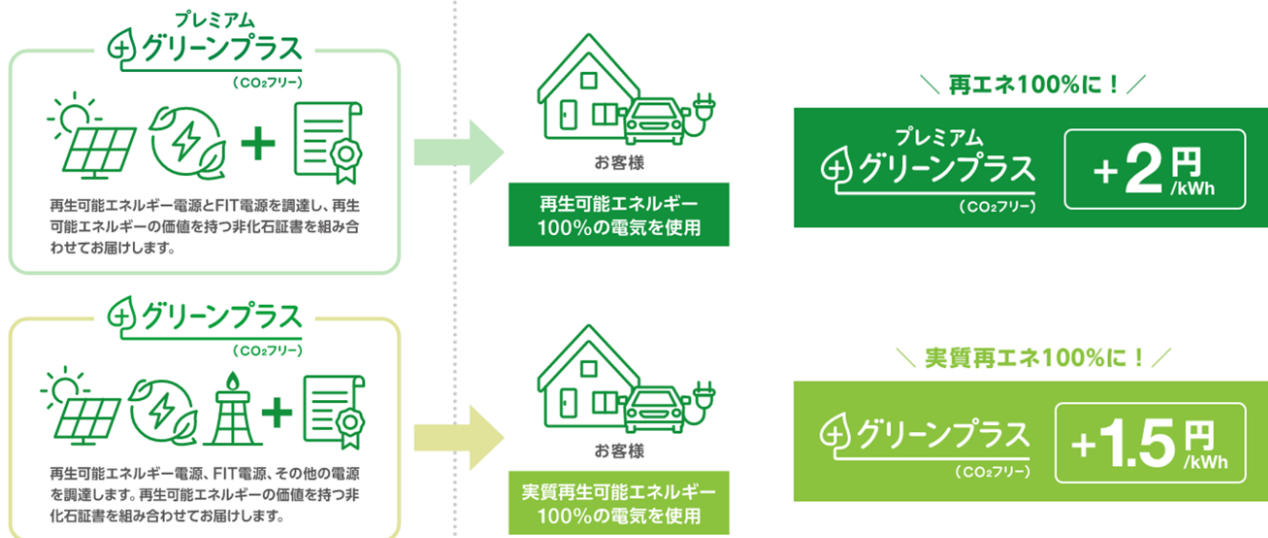 プレミアム
グリーンプラス
(CO₂フリー)
再生可能エネルギー電源とFIT電源を調達し、再生
可能エネルギーの価値を持つ非化石証書を組み合
わせてお届けします。
お客様
再生可能エネルギー
100%の電気を使用
再エネ100%に!
プレミアム
グリーンプラス
(CO₂フリー)
+2円/kWh
グリーンプラス
(CO₂フリー)
再生可能エネルギー電源、FIT電源、その他の電源
を調達します。再生可能エネルギーの価値を持つ非
化石証書を組み合わせてお届けします。
お客様
実質再生可能エネルギー
100%の電気を使用
実質再エネ100%に!
グリーンプラス
(CO₂フリー)
+1.5円/kWh